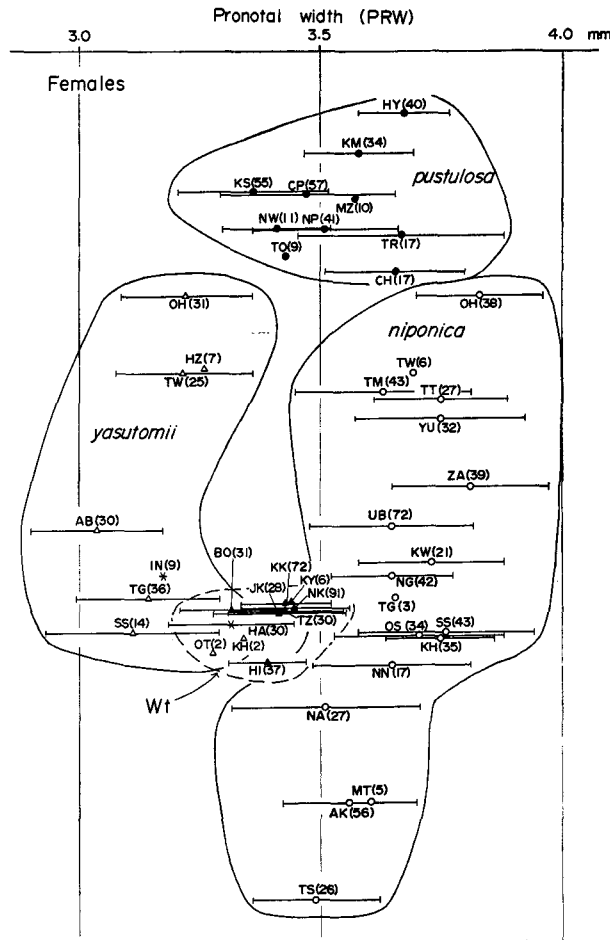 Pronotal width (PRW)
3.0 3.5 4.0 mm
Females
HY(40)
KM(34)
pustulosa
KS(55) CP(57)
MZ(10)
NW(11) NP(41)
TR(17)
TO(9)
CH(17)
OH(31) OH(38)
niponica
HZ(7) TW(6)
TW(25) TM(43) TT(27)
YU(32)
yasutomii
ZA(39)
AB(30) UB(72)
BO(31) KW(21)
IN(9) KK(72)
TG(36) JK(28) KY(6) NG(42)
NK(91)
TG(3)
SS(14) HA(30) TZ(30) OS(34) SS(43)
OT(2) KH(2) KH(35)
HI(37) NN(17)
Wt
NA(27)
MT(5)
AK(56)
TS(26)